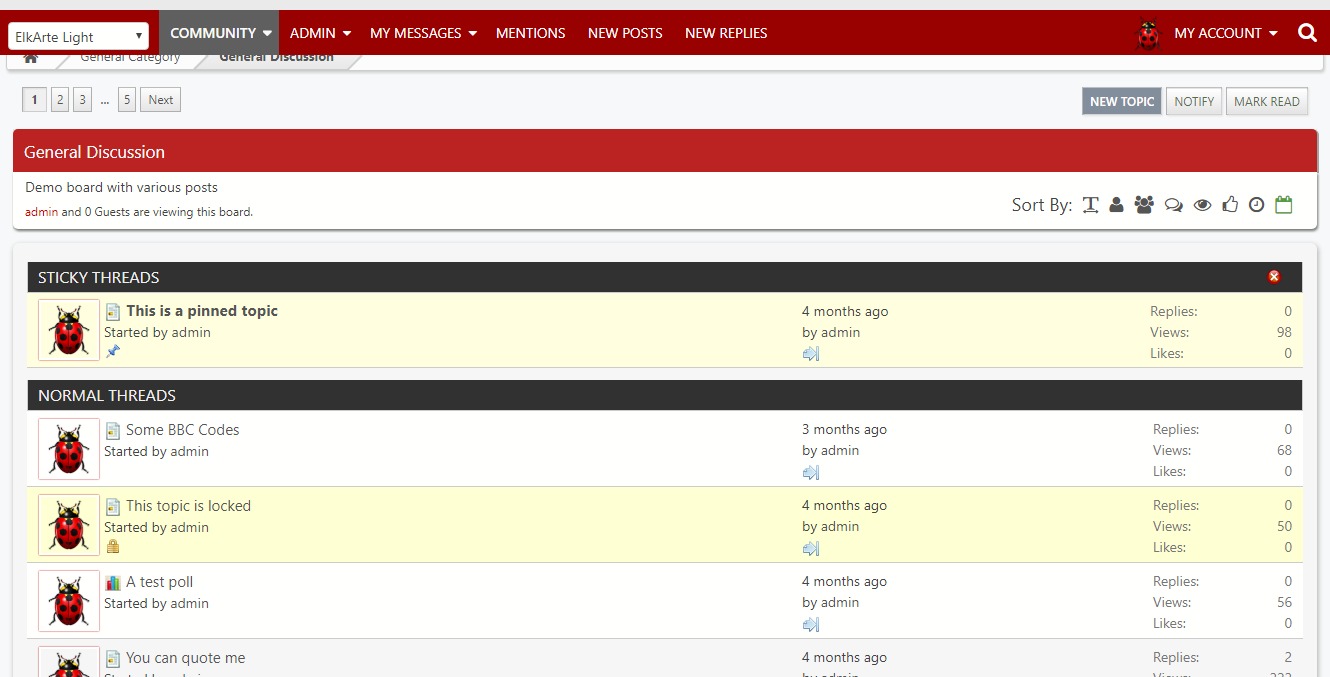 ElkArte Light
COMMUNITY ADMIN MY MESSAGES MENTIONS NEW POSTS NEW REPLIES MY ACCOUNT
General Category General Discussion
1 2 3 ... 5 Next
NEW TOPIC NOTIFY MARK READ
General Discussion
Demo board with various posts
admin and 0 Guests are viewing this board.
Sort By:
STICKY THREADS
This is a pinned topic 4 months ago Replies: 0
Started by admin by admin Views: 98
Likes: 0
NORMAL THREADS
Some BBC Codes 3 months ago Replies: 0
Started by admin by admin Views: 68
Likes: 0
This topic is locked 4 months ago Replies: 0
Started by admin by admin Views: 50
Likes: 0
A test poll 4 months ago Replies: 0
Started by admin by admin Views: 56
Likes: 0
You can quote me 4 months ago Replies: 2